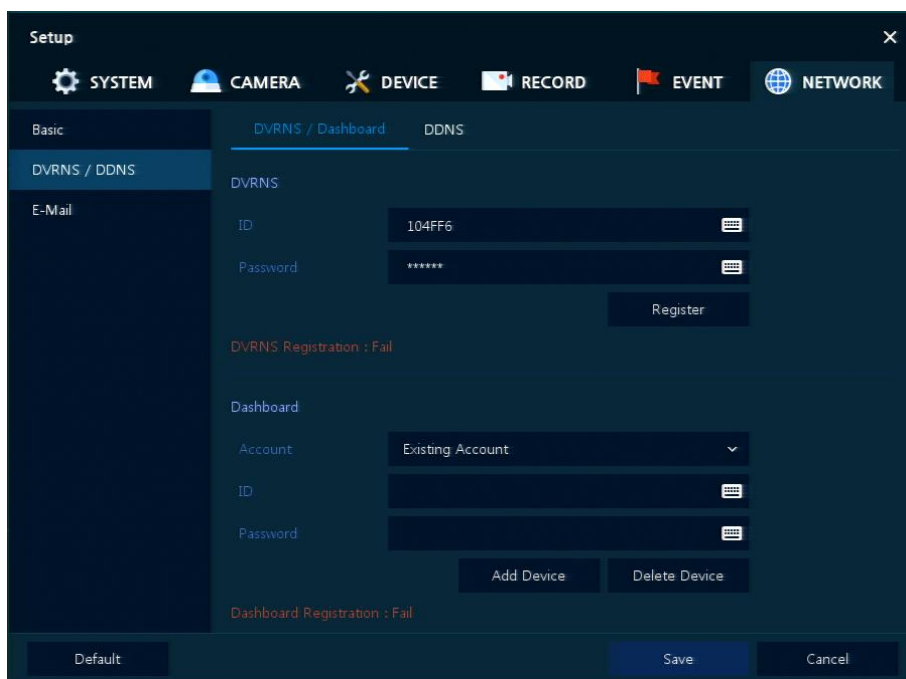 Setup
SYSTEM CAMERA DEVICE RECORD EVENT NETWORK
Basic
DVRNS / DDNS
E-Mail
DVRNS / Dashboard DDNS
DVRNS
ID 104FF6
Password ******
Register
DVRNS Registration : Fail
Dashboard
Account Existing Account
ID
Password
Add Device Delete Device
Dashboard Registration : Fail
Default Save Cancel